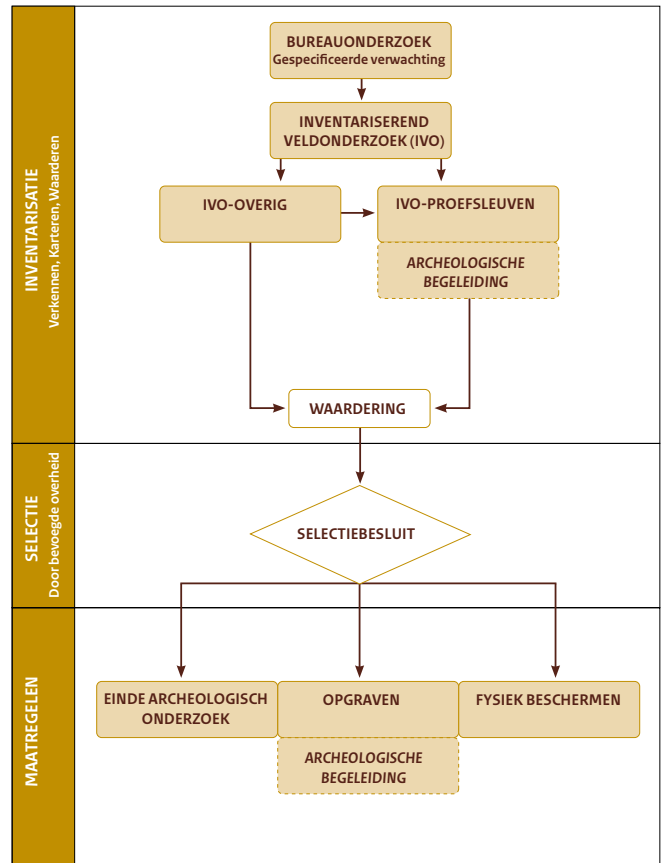 INVENTARISATIE
Verkennen, Karteren, Waarderen
BUREAUONDERZOEK
Gespecificeerde verwachting
INVENTARISEREND
VELDONDERZOEK (IVO)
IVO-OVERIG
IVO-PROEFSLEUVEN
ARCHEOLOGISCHE
BEGELEIDING
WAARDERING
SELECTIE
Door bevoegde overheid
SELECTIEBESLUIT
MAATREGELEN
EINDE ARCHEOLOGISCH
ONDERZOEK
OPGRAVEN
ARCHEOLOGISCHE
BEGELEIDING
FYSIEK BESCHERMEN